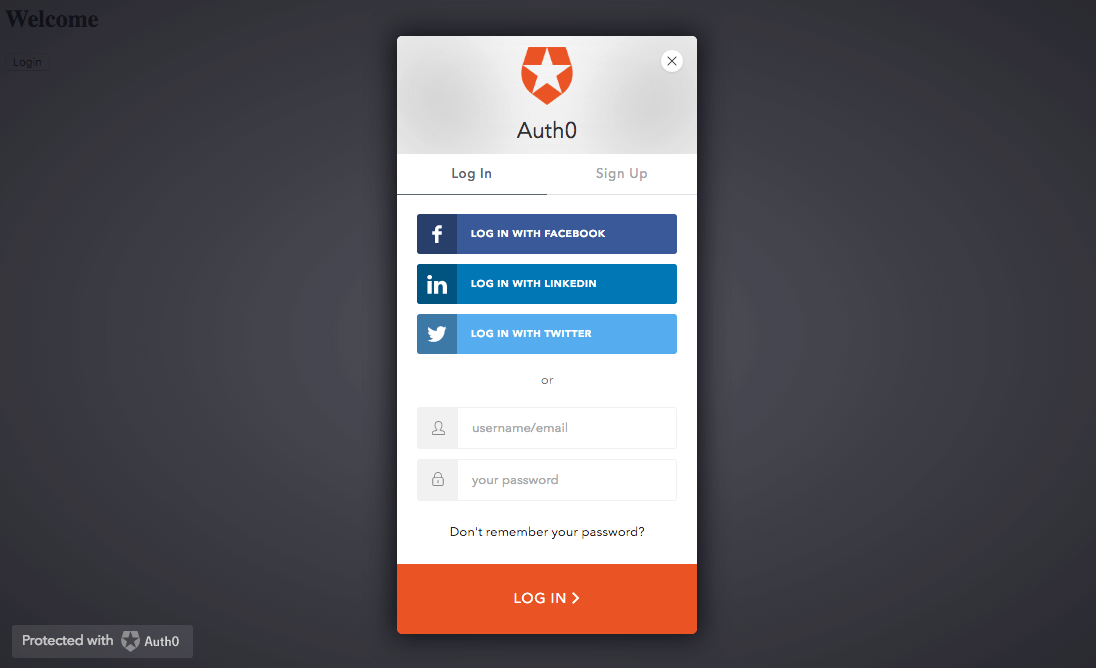 Welcome
Login
Auth0
Log In
Sign Up
LOG IN WITH FACEBOOK
in LOG IN WITH LINKEDIN
LOG IN WITH TWITTER
or
username/email
your password
Don't remember your password?
LOG IN
Protected with Auth0